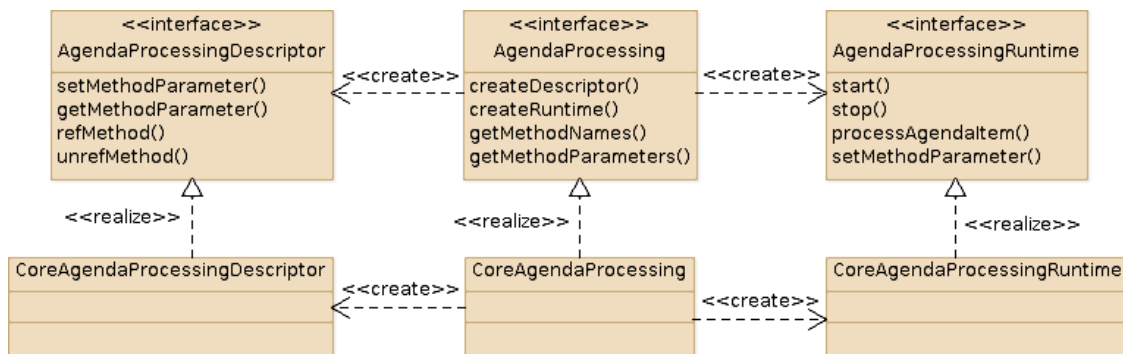 <<interface>>
AgendaProcessingDescriptor
setMethodParameter()
getMethodParameter()
refMethod()
unrefMethod()
<<create>>
<<interface>>
AgendaProcessing
createDescriptor()
createRuntime()
getMethodNames()
getMethodParameters()
<<create>>
<<interface>>
AgendaProcessingRuntime
start()
stop()
processAgendaItem()
setMethodParameter()
<<realize>>
<<realize>>
<<realize>>
CoreAgendaProcessingDescriptor
<<create>>
CoreAgendaProcessing
<<create>>
CoreAgendaProcessingRuntime